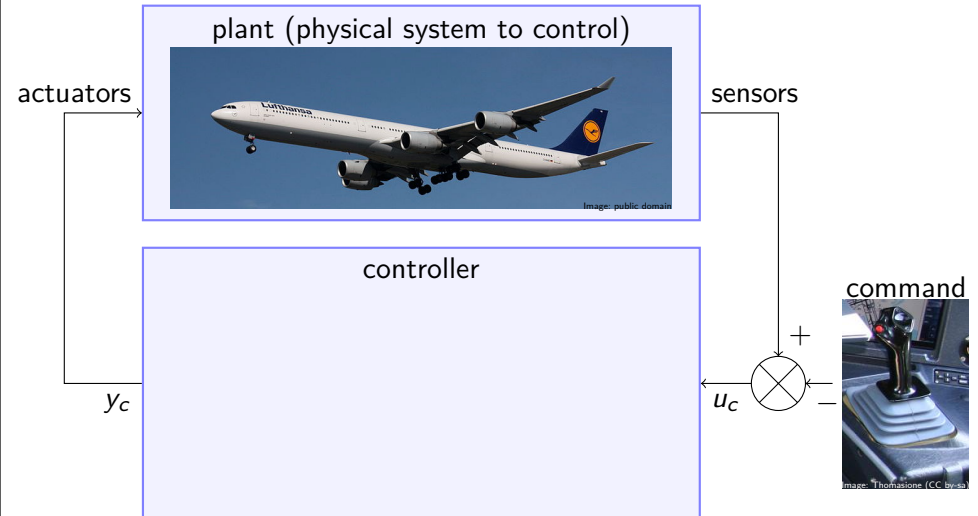 plant (physical system to control)
actuators
sensors
Lufthansa
Image: public domain
controller
command
+
y_c
u_c
−
Image: Thomasione (CC by-sa)